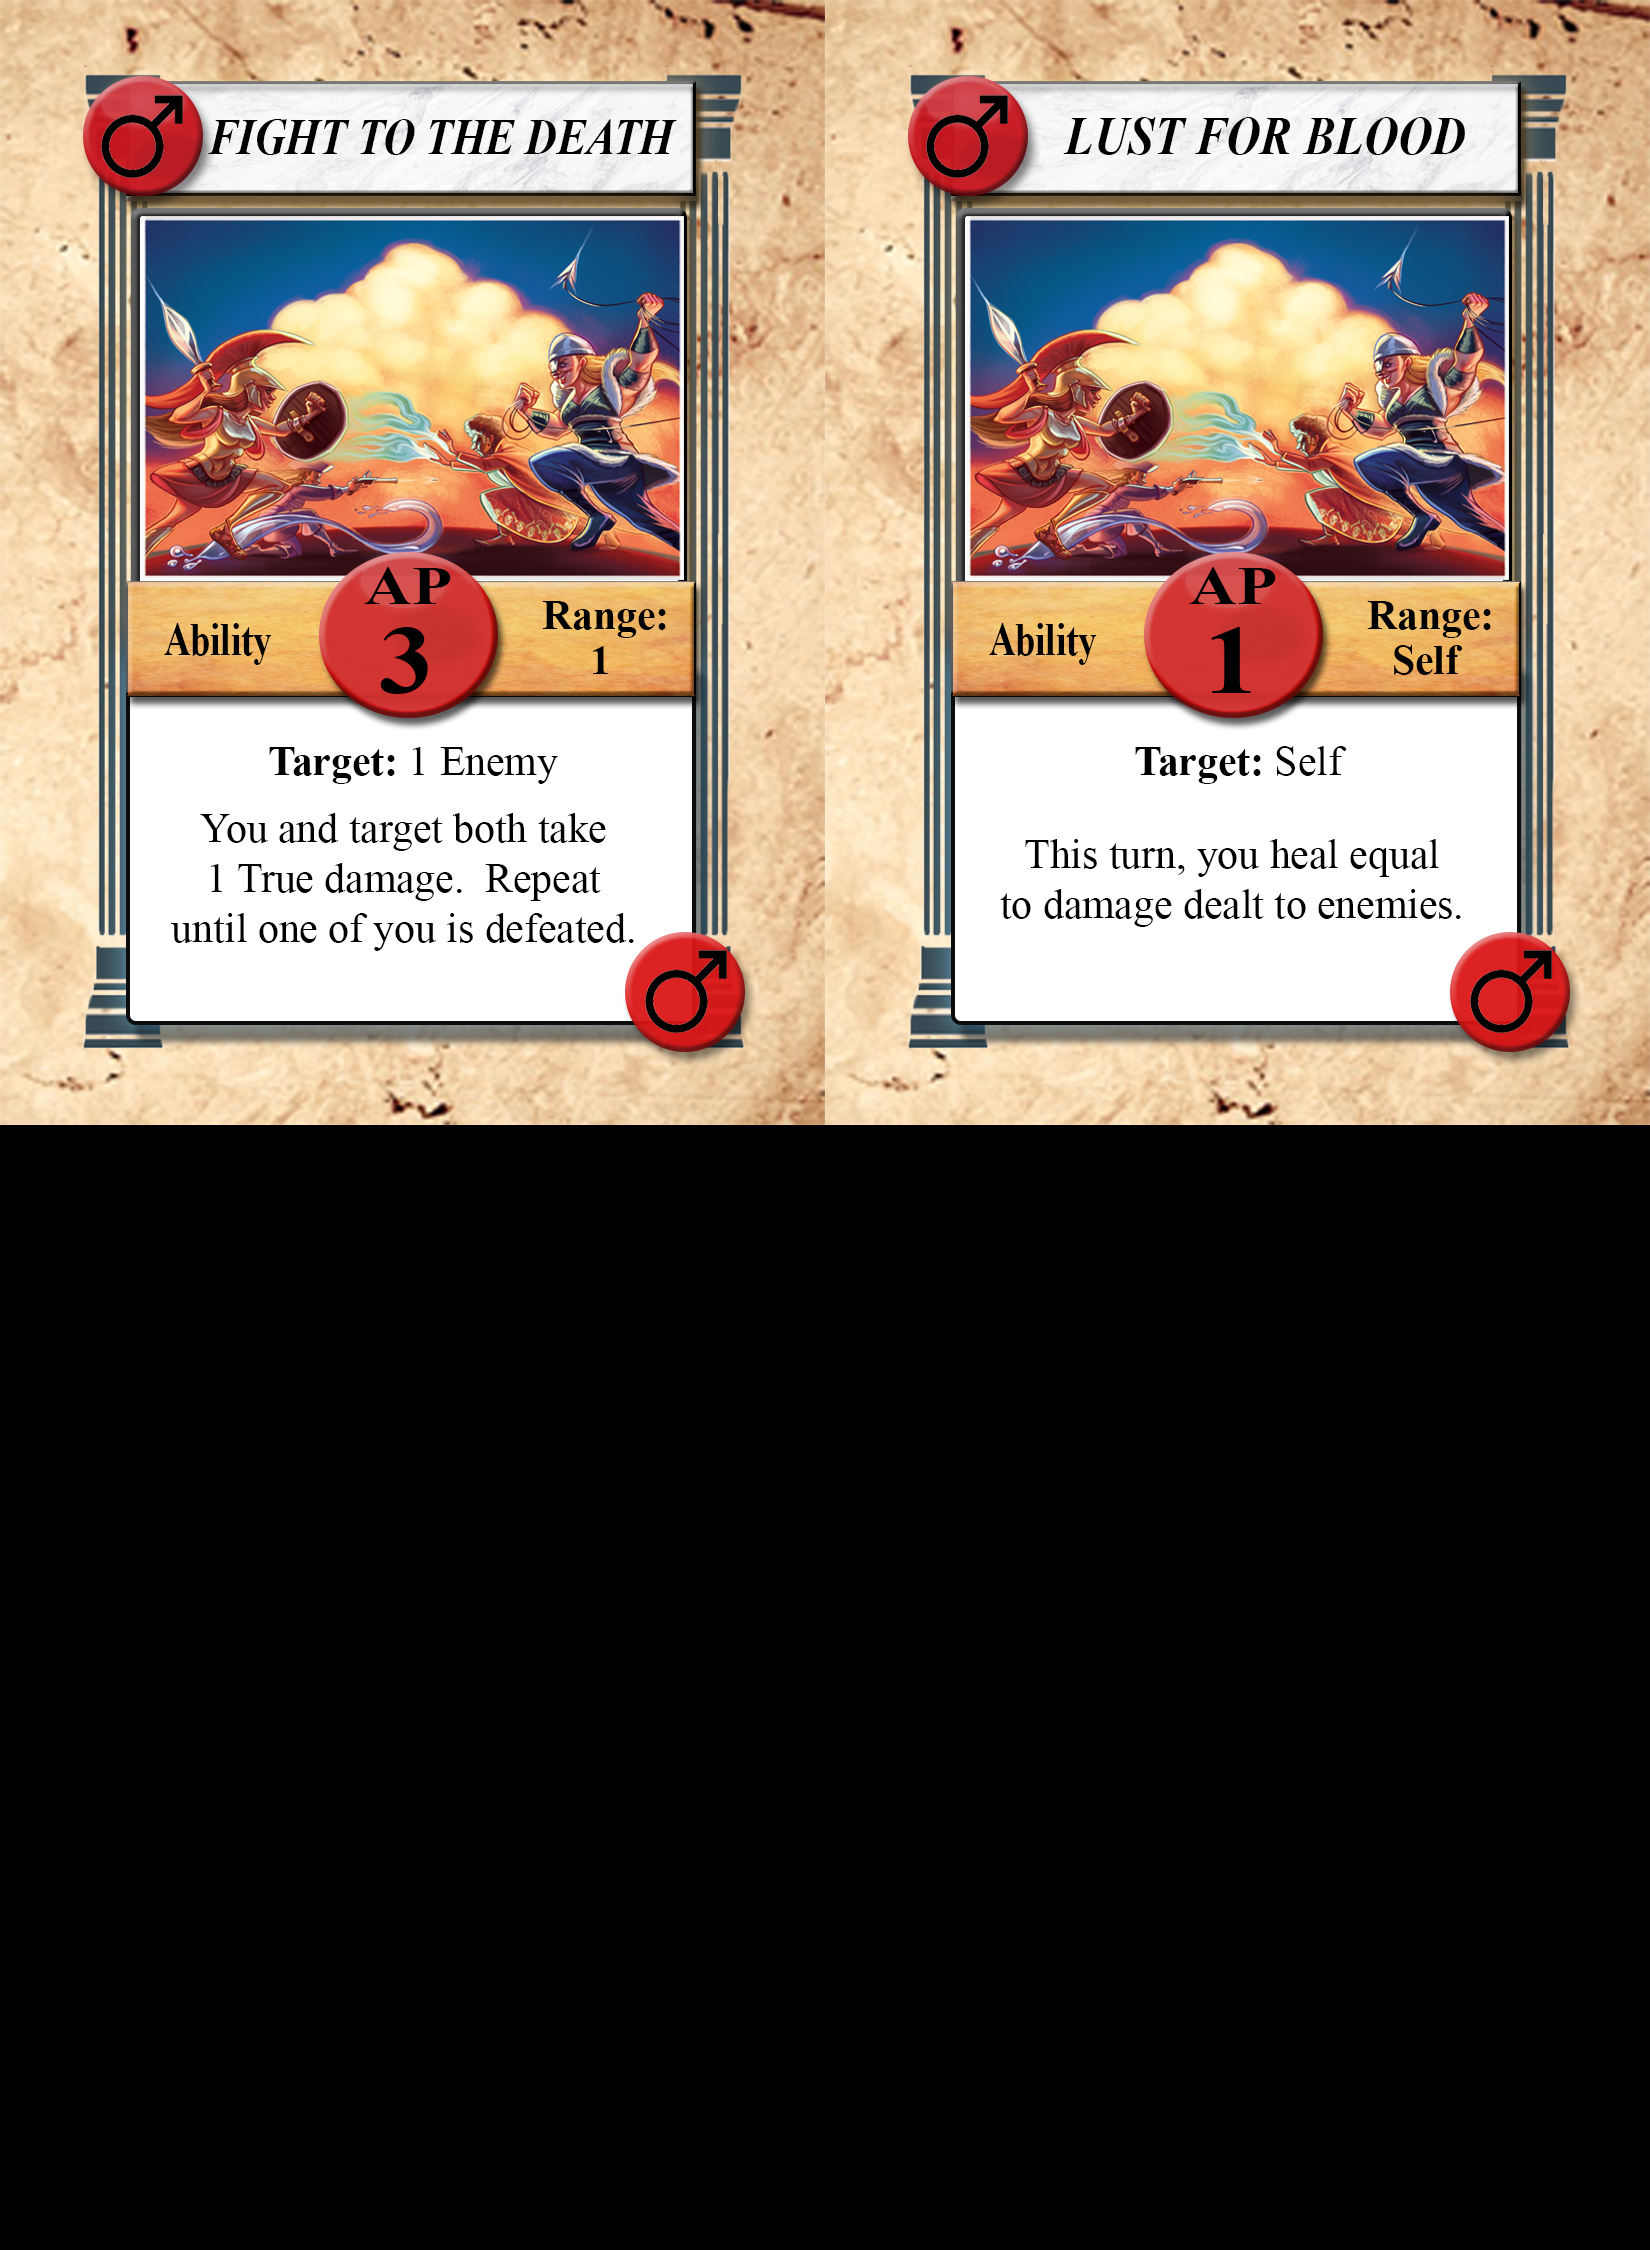 FIGHT TO THE DEATH
AP
3
Ability
Range:
1
Target: 1 Enemy
You and target both take
1 True damage.  Repeat
until one of you is defeated.
LUST FOR BLOOD
AP
1
Ability
Range:
Self
Target: Self
This turn, you heal equal
to damage dealt to enemies.